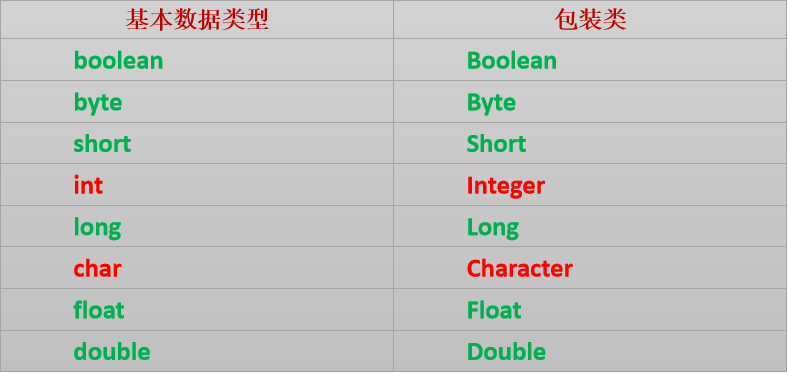 基本数据类型 包装类
boolean Boolean
byte Byte
short Short
int Integer
long Long
char Character
float Float
double Double